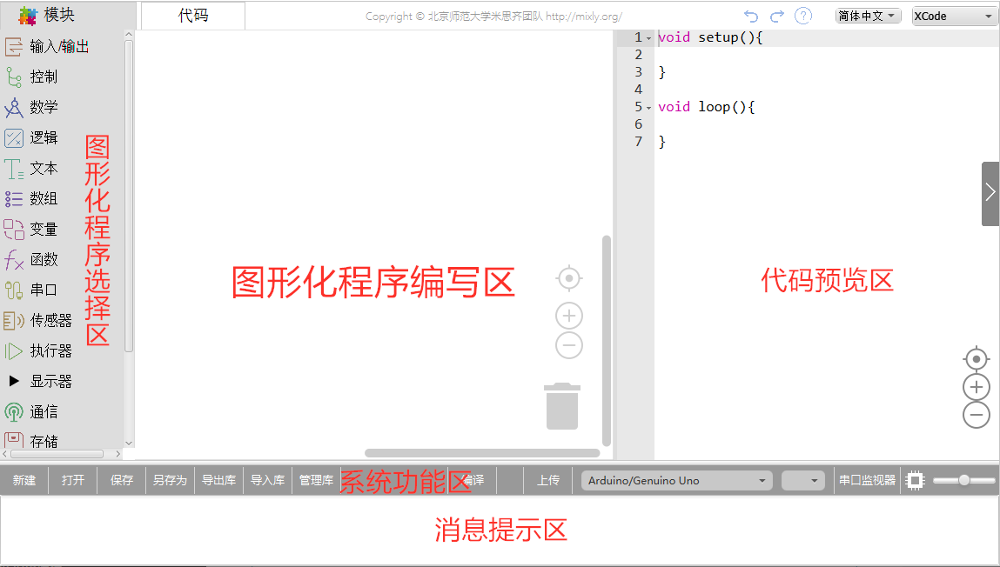 模块
代码
Copyright © 北京师范大学米思齐团队 http://mixly.org/
?
简体中文
XCode
输入/输出
控制
数学
逻辑
文本
数组
变量
函数
串口
传感器
执行器
显示器
通信
存储
图形化程序选择区
图形化程序编写区
1 void setup(){
2
3 }
4
5 void loop(){
6
7 }
代码预览区
新建 打开 保存 另存为 导出库 导入库 管理库 系统功能区 编译 上传 Arduino/Genuino Uno 串口监视器
消息提示区